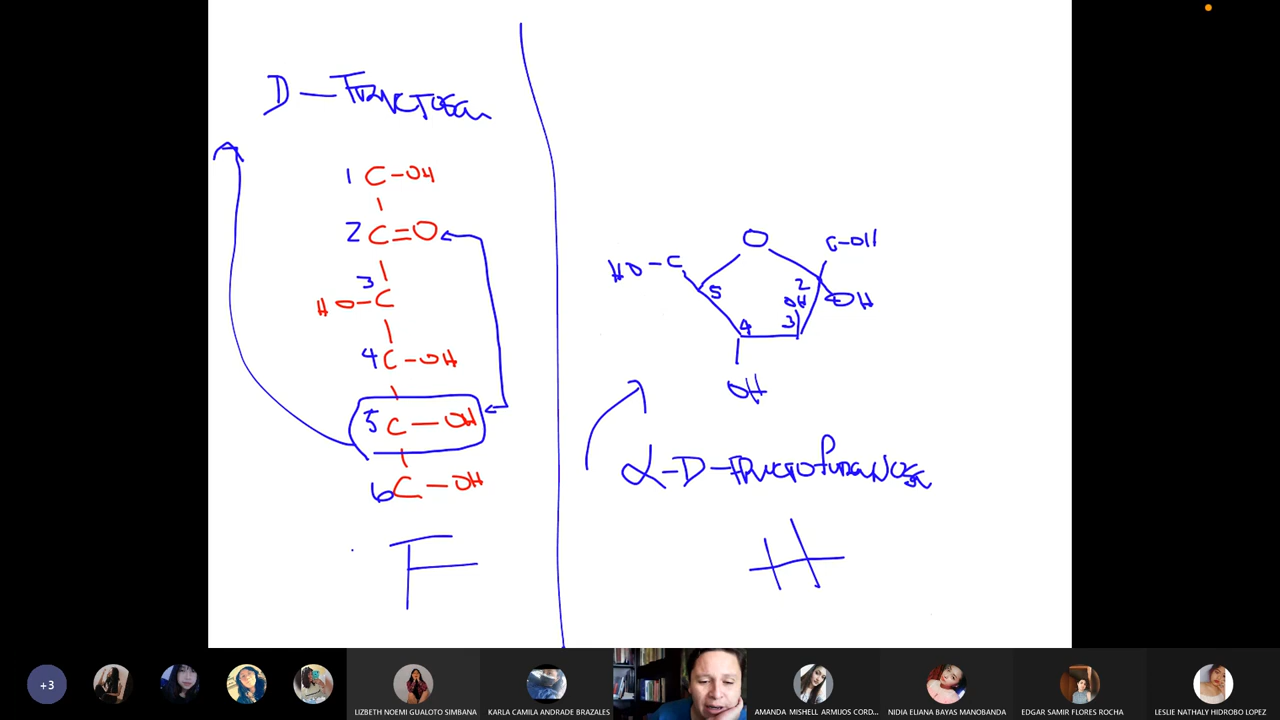 D - Fructosa
1 C - OH
2 C = O
3
HO - C
4 C - OH
5 C - OH
6 C - OH
F
O
C - OH
HO - C
5
2
OH
OH
4
3
OH
α - D - Fructofuranosa
H
+3
LIZBETH NOEMI GUALOTO SIMBANA
KARLA CAMILA ANDRADE BRAZALES
AMANDA MISHELL ARMIJOS CORD...
NIDIA ELIANA BAYAS MANOBANDA
EDGAR SAMIR FLORES ROCHA
LESLIE NATHALY HIDROBO LOPEZ